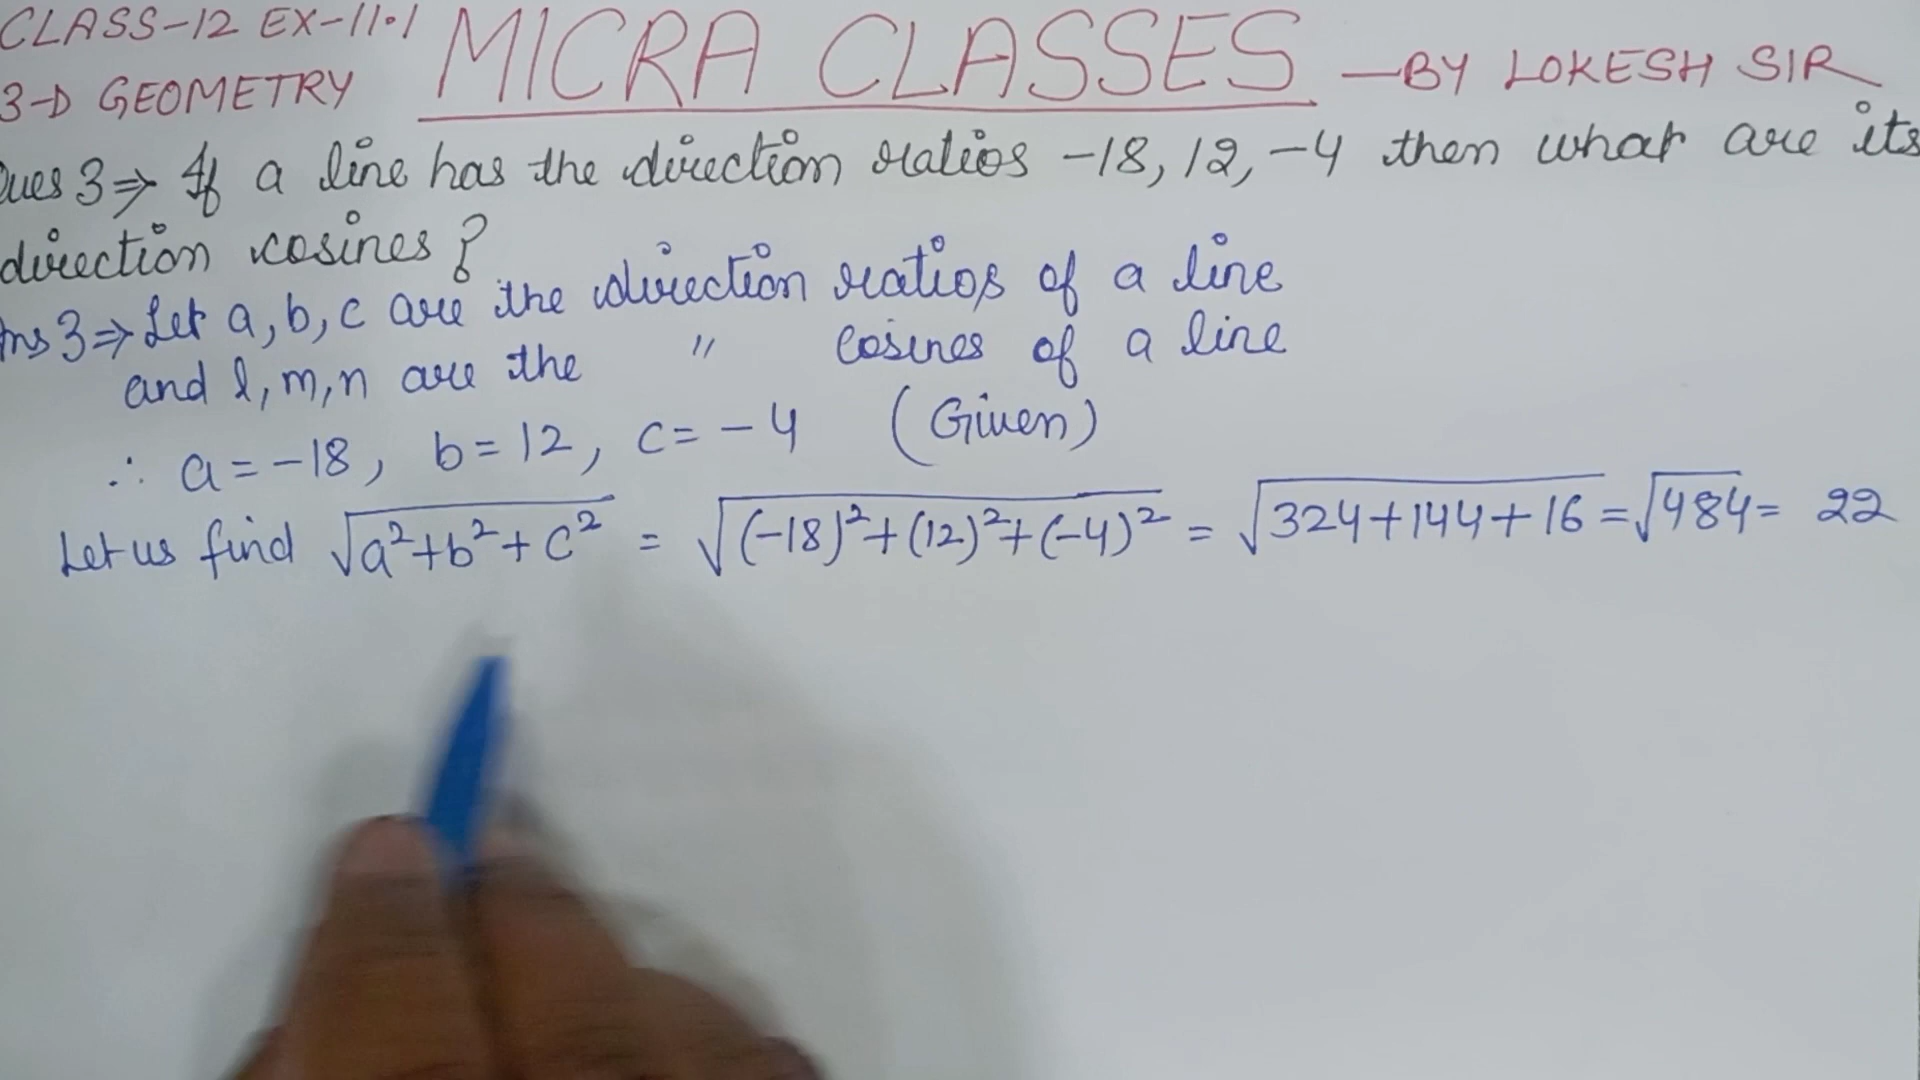 CLASS-12 EX-11.1
MICRA CLASSES
-BY LOKESH SIR
3-D GEOMETRY
Ques 3⇒ If a line has the direction ratios -18, 12, -4 then what are its
direction cosines?
Ans 3⇒ Let a, b, c are the direction ratios of a line
and l, m, n are the " cosines of a line
∴ a = -18, b = 12, c = -4 (Given)
Let us find √(a²+b²+c²) = √((-18)²+(12)²+(-4)²) = √(324+144+16) = √484 = 22